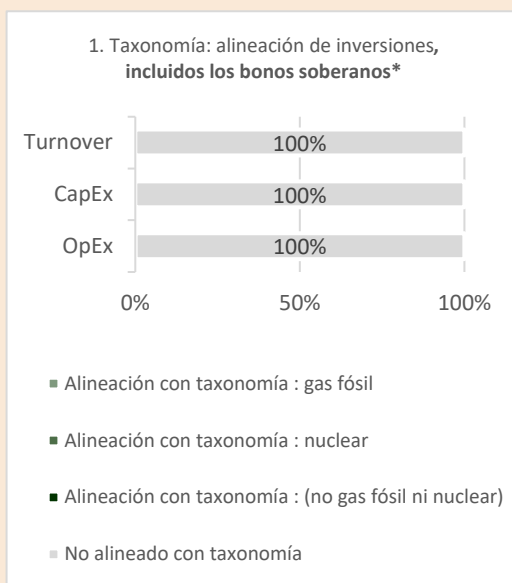 1. Taxonomía: alineación de inversiones,
incluidos los bonos soberanos*
Turnover 100%
CapEx 100%
OpEx 100%
0% 50% 100%
Alineación con taxonomía : gas fósil
Alineación con taxonomía : nuclear
Alineación con taxonomía : (no gas fósil ni nuclear)
No alineado con taxonomía